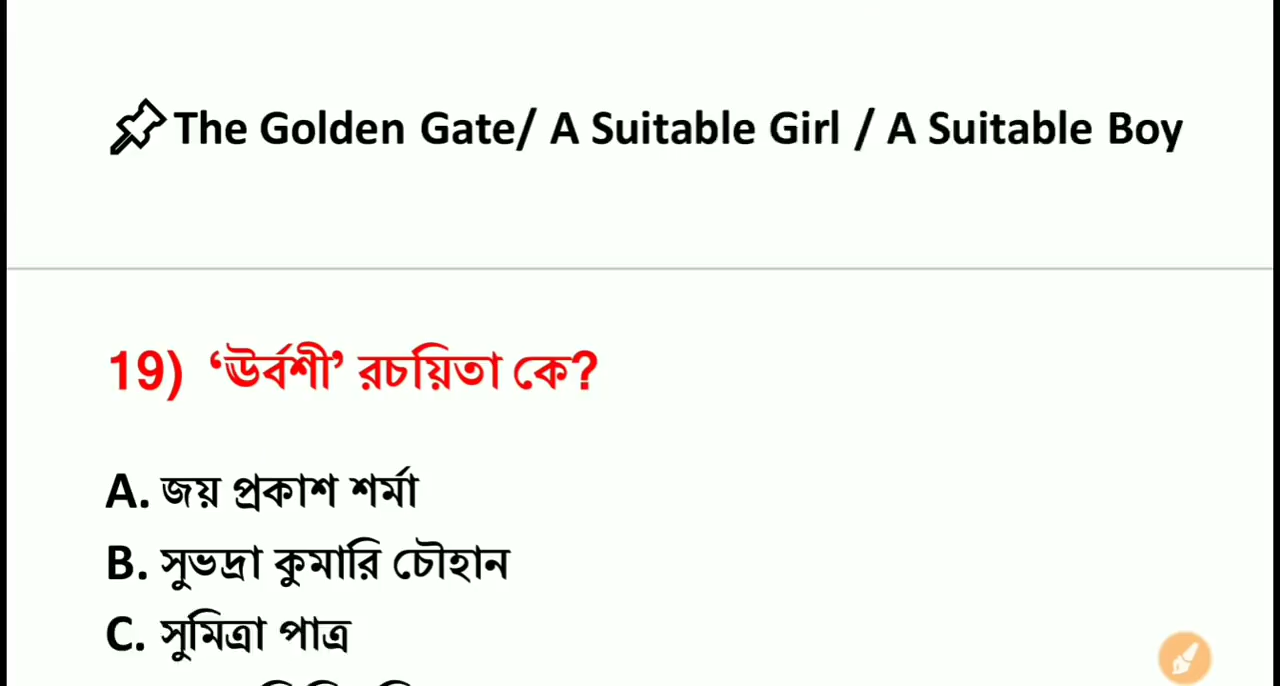 The Golden Gate/ A Suitable Girl / A Suitable Boy
19) ‘ঊর্বশী’ রচয়িতা কে?
A. জয় প্রকাশ শর্মা
B. সুভদ্রা কুমারি চৌহান
C. সুমিত্রা পাত্র